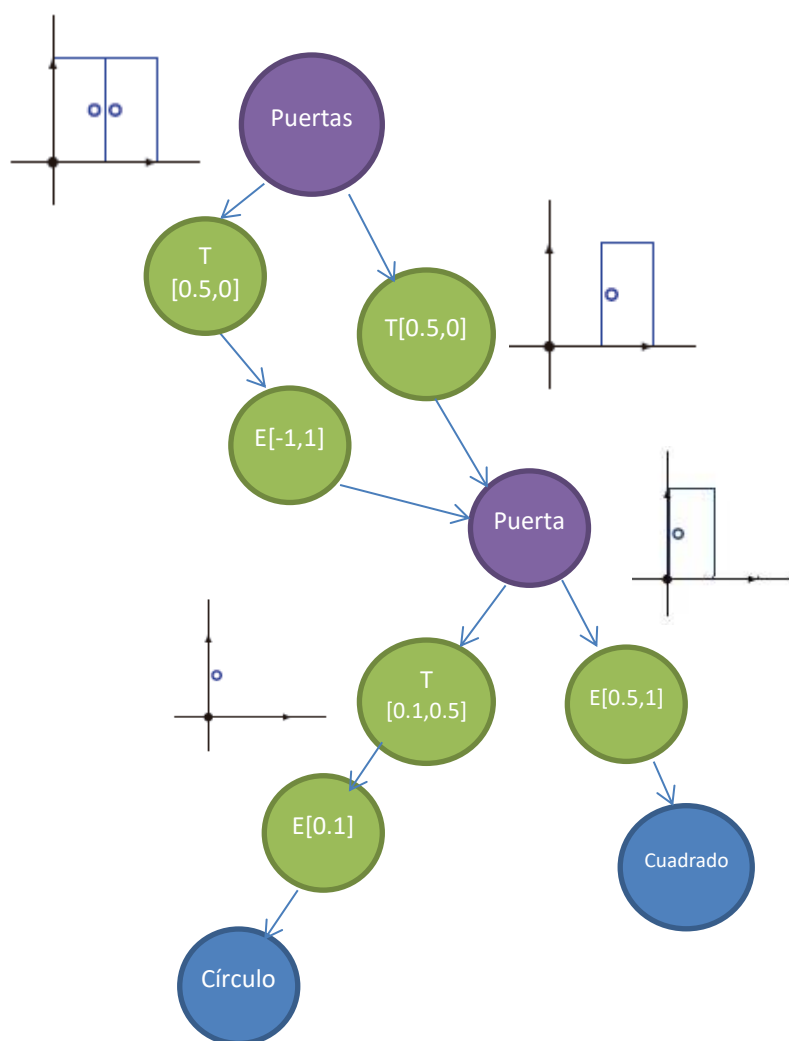 Puertas
T
[0.5,0]
T[0.5,0]
E[-1,1]
Puerta
T
[0.1,0.5]
E[0.5,1]
E[0.1]
Cuadrado
Círculo